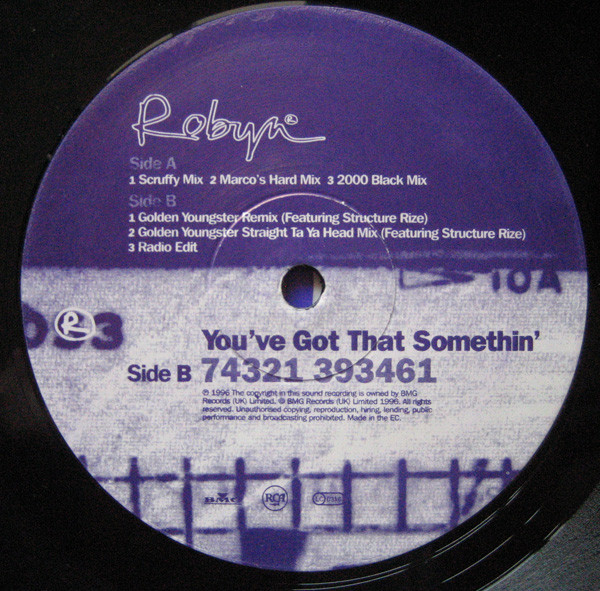 Robyn®
Side A
1 Scruffy Mix 2 Marco's Hard Mix 3 2000 Black Mix
Side B
1 Golden Youngster Remix (Featuring Structure Rize)
2 Golden Youngster Straight Ta Ya Head Mix (Featuring Structure Rize)
3 Radio Edit
10A
R
You've Got That Somethin'
Side B 74321 393461
℗ 1996 The copyright in this sound recording is owned by BMG
Records (UK) Limited. © BMG Records (UK) Limited 1996. All rights
reserved. Unauthorised copying, reproduction, hiring, lending, public
performance and broadcasting prohibited. Made in the EC.
BMG RCA